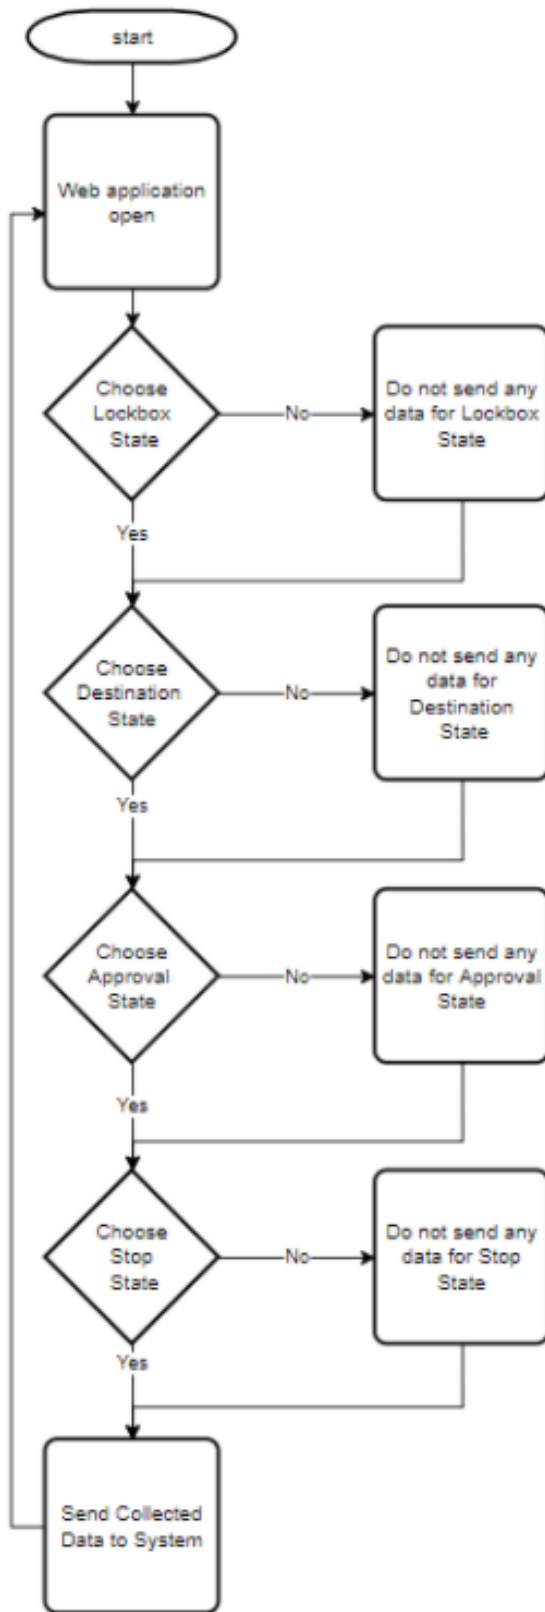 start
Web application
open
Choose
Lockbox
State
No
Do not send any
data for Lockbox
State
Yes
Choose
Destination
State
No
Do not send any
data for
Destination
State
Yes
Choose
Approval
State
No
Do not send any
data for Approval
State
Yes
Choose
Stop
State
No
Do not send any
data for Stop
State
Yes
Send Collected
Data to System